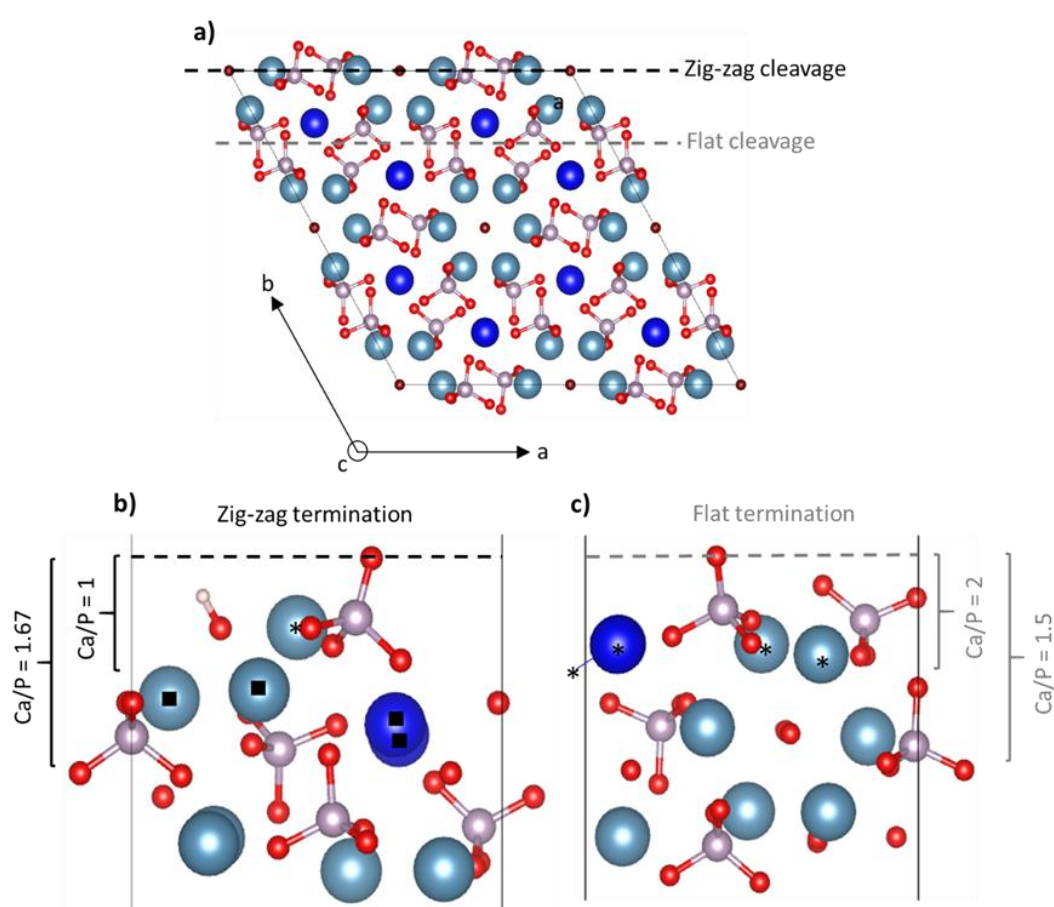 a)
Zig-zag cleavage
a
Flat cleavage
b
c
a
b)
Zig-zag termination
c)
Flat termination
Ca/P = 1.67
Ca/P = 1
*
*
*
*
*
Ca/P = 2
Ca/P = 1.5